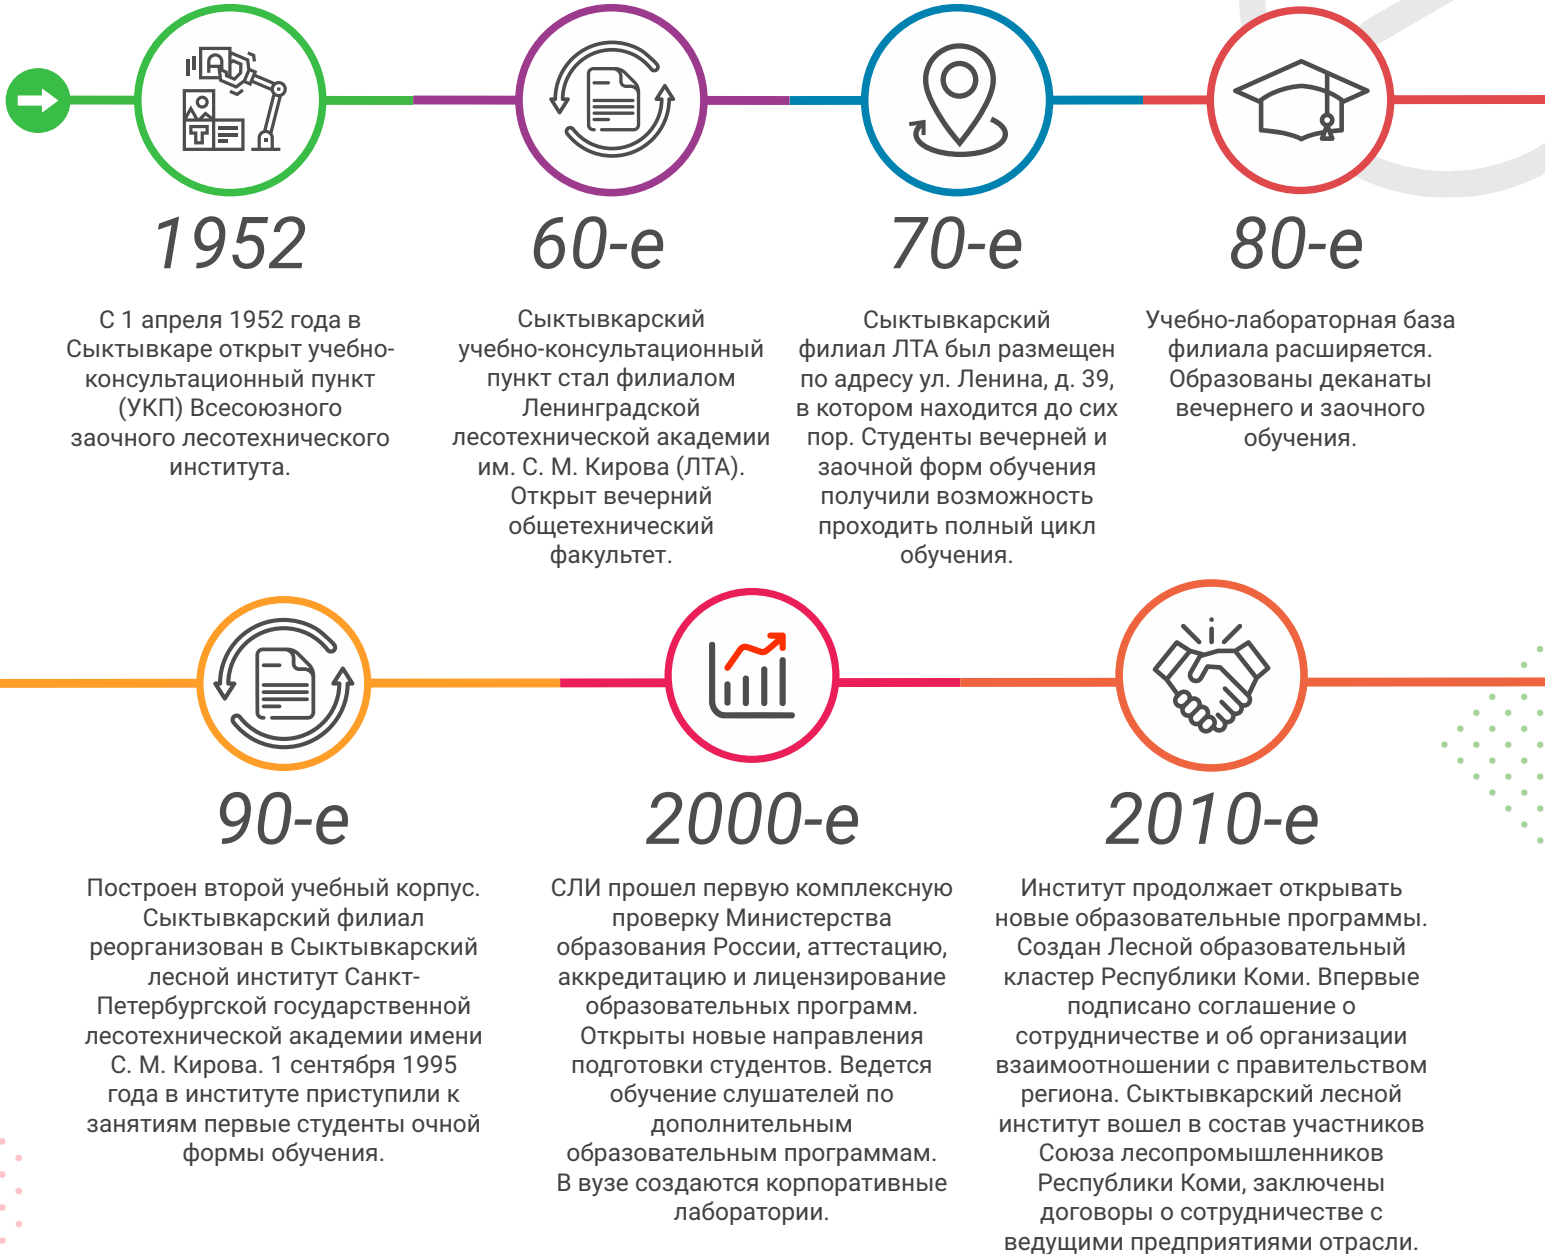 1952
С 1 апреля 1952 года в
Сыктывкаре открыт учебно-
консультационный пункт
(УКП) Всесоюзного
заочного лесотехнического
института.
60-е
Сыктывкарский
учебно-консультационный
пункт стал филиалом
Ленинградской
лесотехнической академии
им. С. М. Кирова (ЛТА).
Открыт вечерний
общетехнический
факультет.
70-е
Сыктывкарский
филиал ЛТА был размещен
по адресу ул. Ленина, д. 39,
в котором находится до сих
пор. Студенты вечерней и
заочной форм обучения
получили возможность
проходить полный цикл
обучения.
80-е
Учебно-лабораторная база
филиала расширяется.
Образованы деканаты
вечернего и заочного
обучения.
90-е
Построен второй учебный корпус.
Сыктывкарский филиал
реорганизован в Сыктывкарский
лесной институт Санкт-
Петербургской государственной
лесотехнической академии имени
С. М. Кирова. 1 сентября 1995
года в институте приступили к
занятиям первые студенты очной
формы обучения.
2000-е
СЛИ прошел первую комплексную
проверку Министерства
образования России, аттестацию,
аккредитацию и лицензирование
образовательных программ.
Открыты новые направления
подготовки студентов. Ведется
обучение слушателей по
дополнительным
образовательным программам.
В вузе создаются корпоративные
лаборатории.
2010-е
Институт продолжает открывать
новые образовательные программы.
Создан Лесной образовательный
кластер Республики Коми. Впервые
подписано соглашение о
сотрудничестве и об организации
взаимоотношении с правительством
региона. Сыктывкарский лесной
институт вошел в состав участников
Союза лесопромышленников
Республики Коми, заключены
договоры о сотрудничестве с
ведущими предприятиями отрасли.